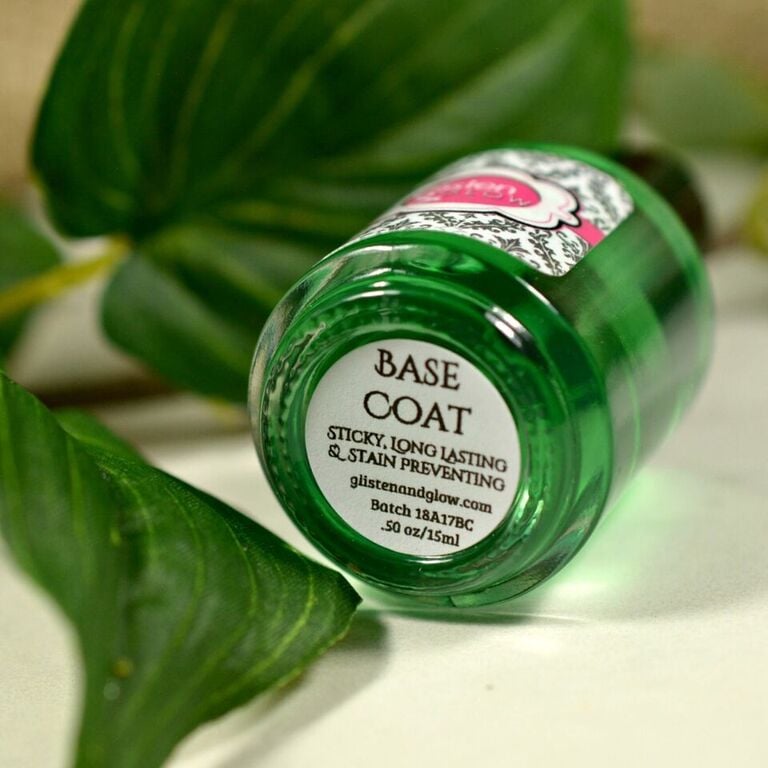 BASE
COAT
STICKY, LONG LASTING
& STAIN PREVENTING
glistenandglow.com
Batch 18A17BC
.50 oz/15ml